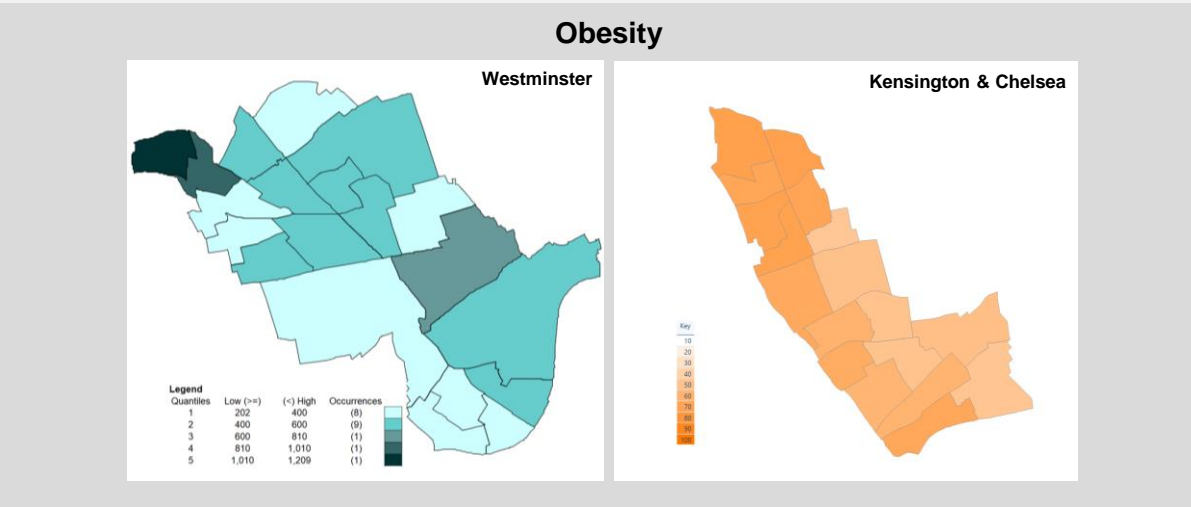 Obesity
Westminster
Legend
Quantiles Low (>=) (<) High Occurrences
1 202 400 (8)
2 400 600 (9)
3 600 810 (1)
4 810 1,010 (1)
5 1,010 1,209 (1)
Kensington & Chelsea
Key
10
20
30
40
50
60
70
80
90
100